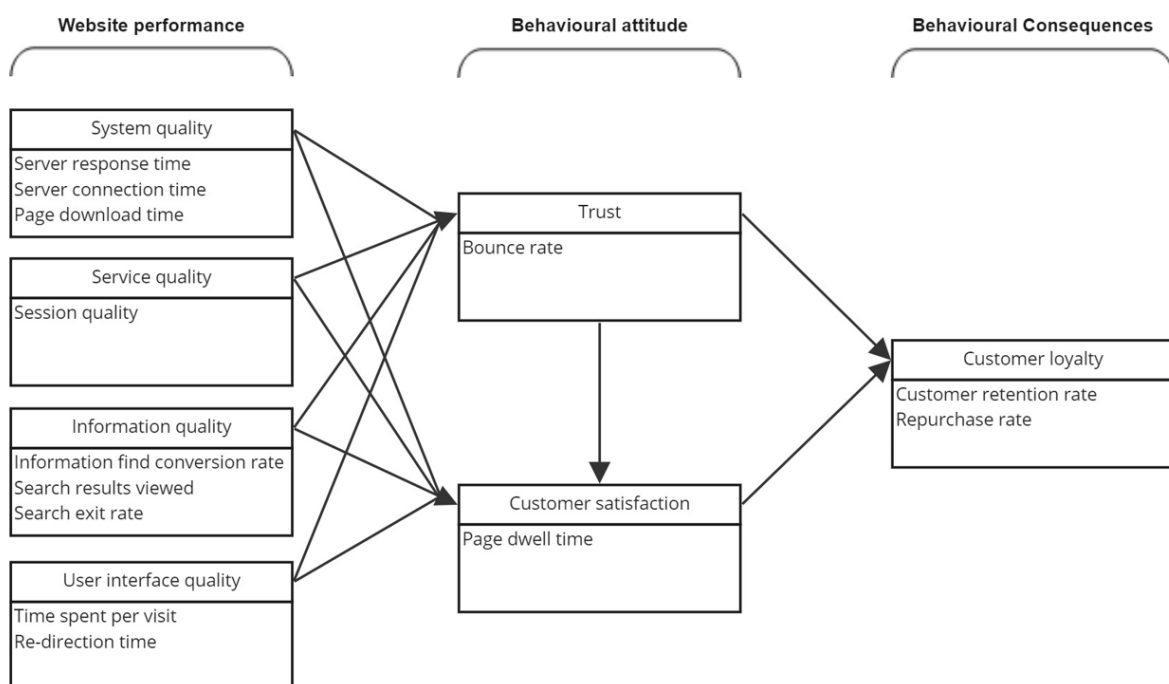 Website performance
Behavioural attitude
Behavioural Consequences
System quality
Server response time
Server connection time
Page download time
Service quality
Session quality
Information quality
Information find conversion rate
Search results viewed
Search exit rate
User interface quality
Time spent per visit
Re-direction time
Trust
Bounce rate
Customer satisfaction
Page dwell time
Customer loyalty
Customer retention rate
Repurchase rate